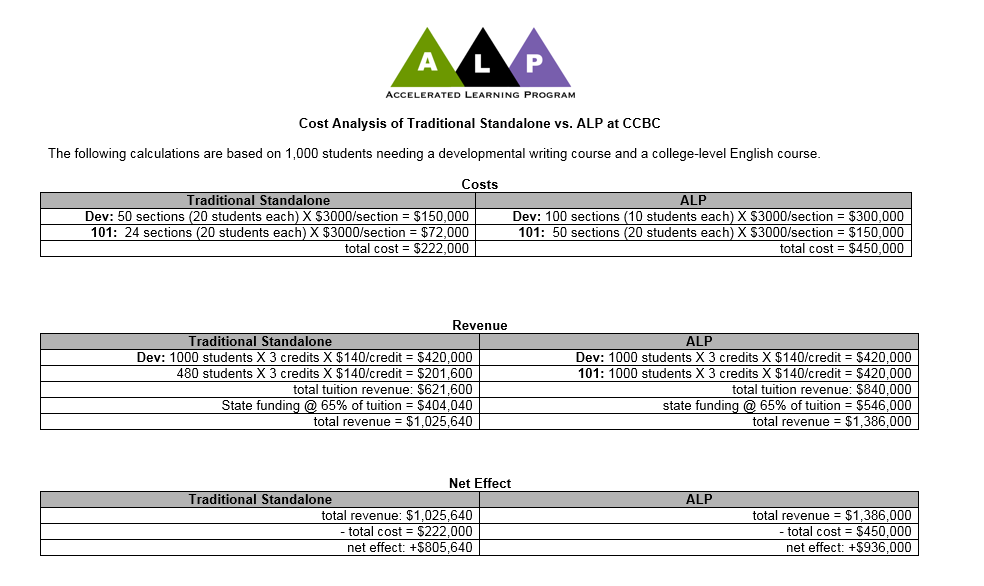 A L P
ACCELERATED LEARNING PROGRAM
Cost Analysis of Traditional Standalone vs. ALP at CCBC
The following calculations are based on 1,000 students needing a developmental writing course and a college-level English course.
Costs
Traditional Standalone ALP
Dev: 50 sections (20 students each) X $3000/section = $150,000 Dev: 100 sections (10 students each) X $3000/section = $300,000
101: 24 sections (20 students each) X $3000/section = $72,000 101: 50 sections (20 students each) X $3000/section = $150,000
total cost = $222,000 total cost = $450,000
Revenue
Traditional Standalone ALP
Dev: 1000 students X 3 credits X $140/credit = $420,000 Dev: 1000 students X 3 credits X $140/credit = $420,000
480 students X 3 credits X $140/credit = $201,600 101: 1000 students X 3 credits X $140/credit = $420,000
total tuition revenue: $621,600 total tuition revenue: $840,000
State funding @ 65% of tuition = $404,040 state funding @ 65% of tuition = $546,000
total revenue = $1,025,640 total revenue = $1,386,000
Net Effect
Traditional Standalone ALP
total revenue: $1,025,640 total revenue = $1,386,000
- total cost = $222,000 - total cost = $450,000
net effect: +$805,640 net effect: +$936,000